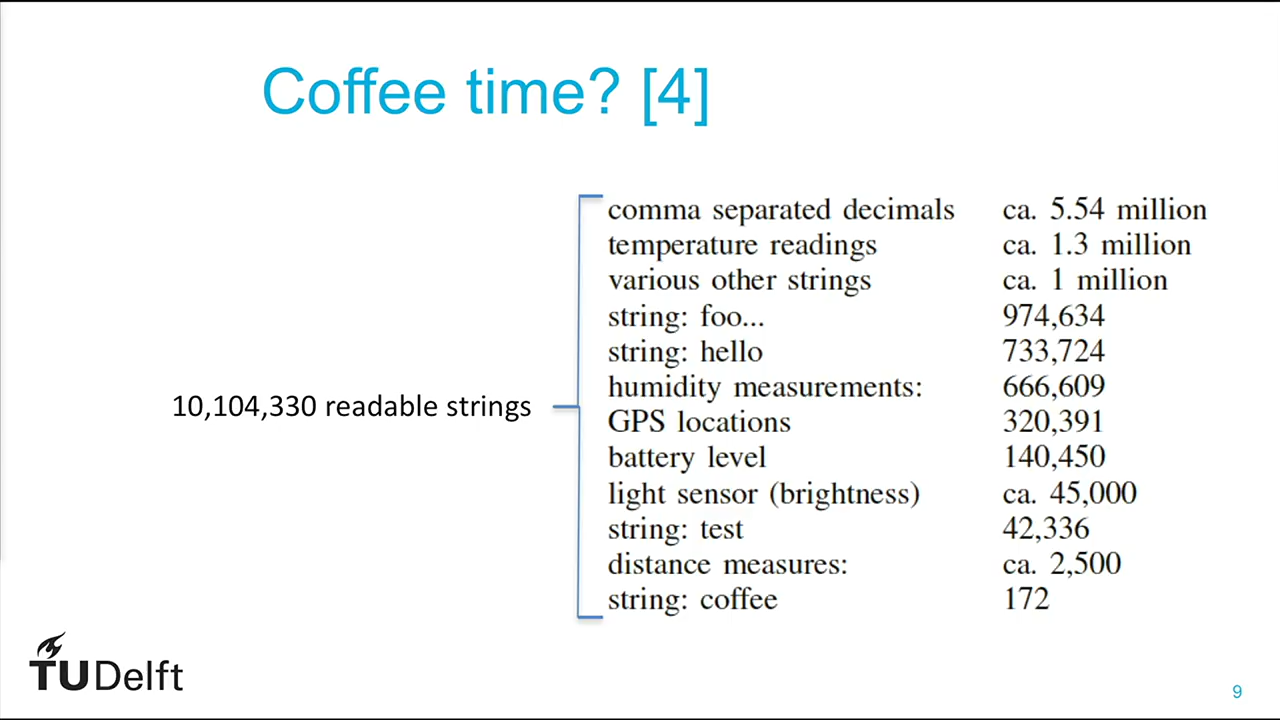 Coffee time? [4]
10,104,330 readable strings
comma separated decimals ca. 5.54 million
temperature readings ca. 1.3 million
various other strings ca. 1 million
string: foo... 974,634
string: hello 733,724
humidity measurements: 666,609
GPS locations 320,391
battery level 140,450
light sensor (brightness) ca. 45,000
string: test 42,336
distance measures: ca. 2,500
string: coffee 172
TU Delft
9